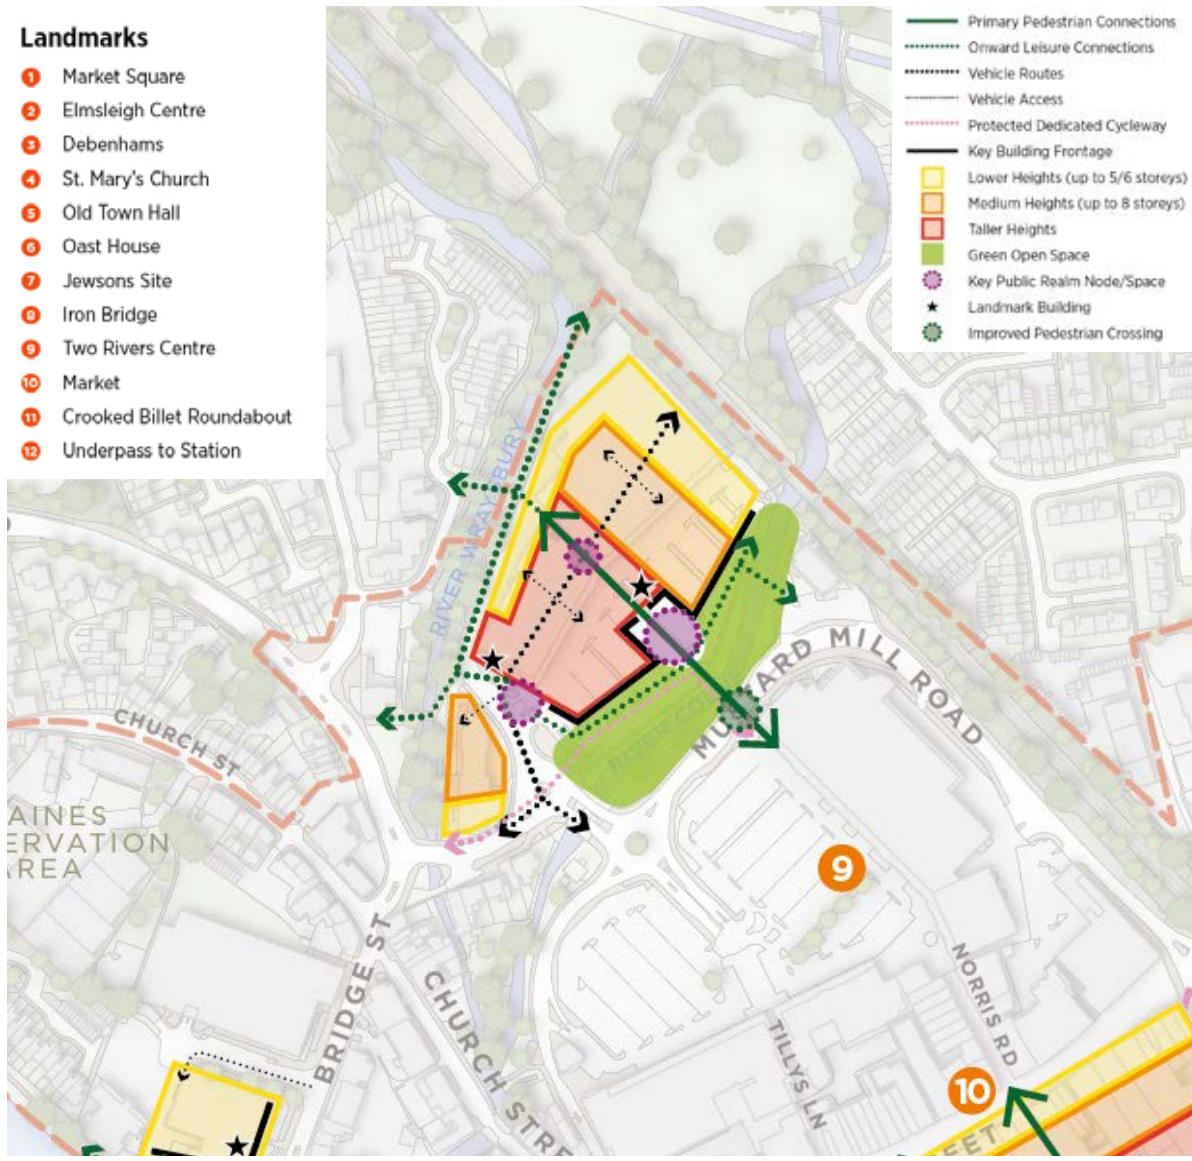 Landmarks
1 Market Square
2 Elmsleigh Centre
3 Debenhams
4 St. Mary's Church
5 Old Town Hall
6 Oast House
7 Jewsons Site
8 Iron Bridge
9 Two Rivers Centre
10 Market
11 Crooked Billet Roundabout
12 Underpass to Station
Primary Pedestrian Connections
Onward Leisure Connections
Vehicle Routes
Vehicle Access
Protected Dedicated Cycleway
Key Building Frontage
Lower Heights (up to 5/6 storeys)
Medium Heights (up to 8 storeys)
Taller Heights
Green Open Space
Key Public Realm Node/Space
Landmark Building
Improved Pedestrian Crossing
RIVER WRAYSBURY
RIVER COLNE
MUSTARD MILL ROAD
CHURCH ST
AINES
ERVATION
AREA
9
BRIDGE ST
CHURCH STRE
NORRIS RD
TILLYS LN
10
EET